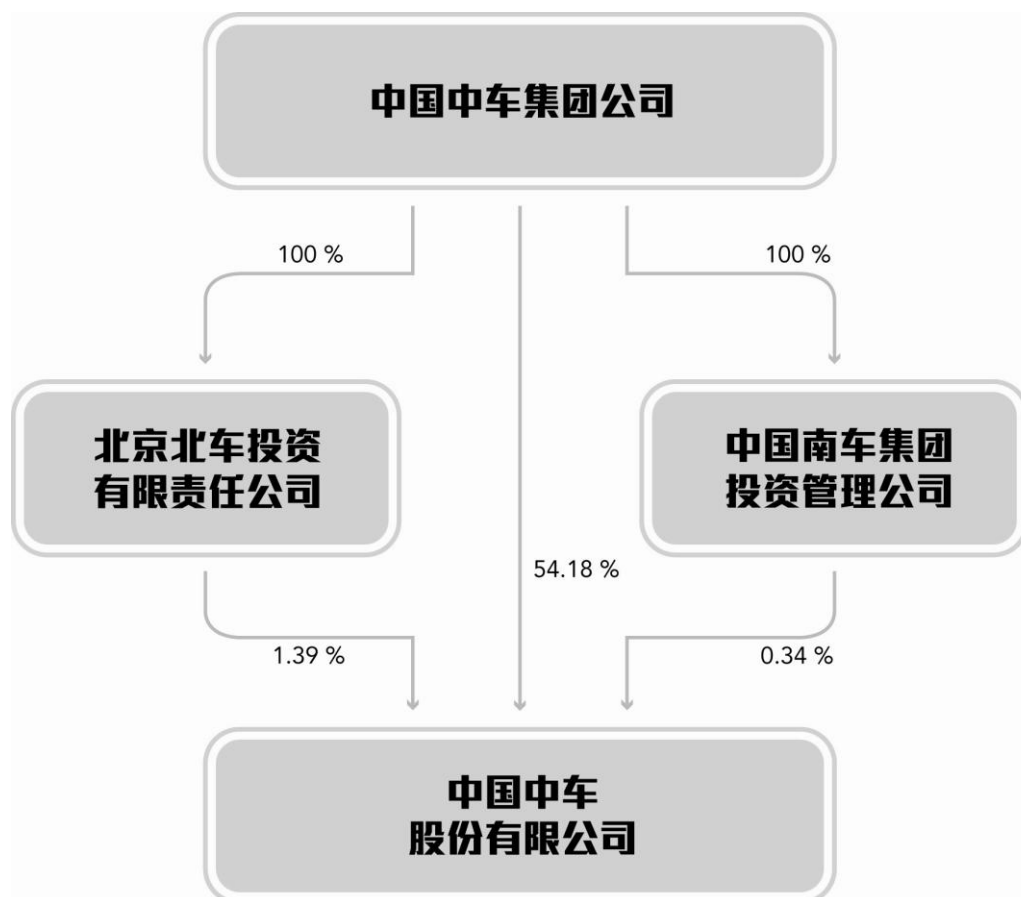 中国中车集团公司
100 %
100 %
北京北车投资
有限责任公司
中国南车集团
投资管理公司
54.18 %
1.39 %
0.34 %
中国中车
股份有限公司